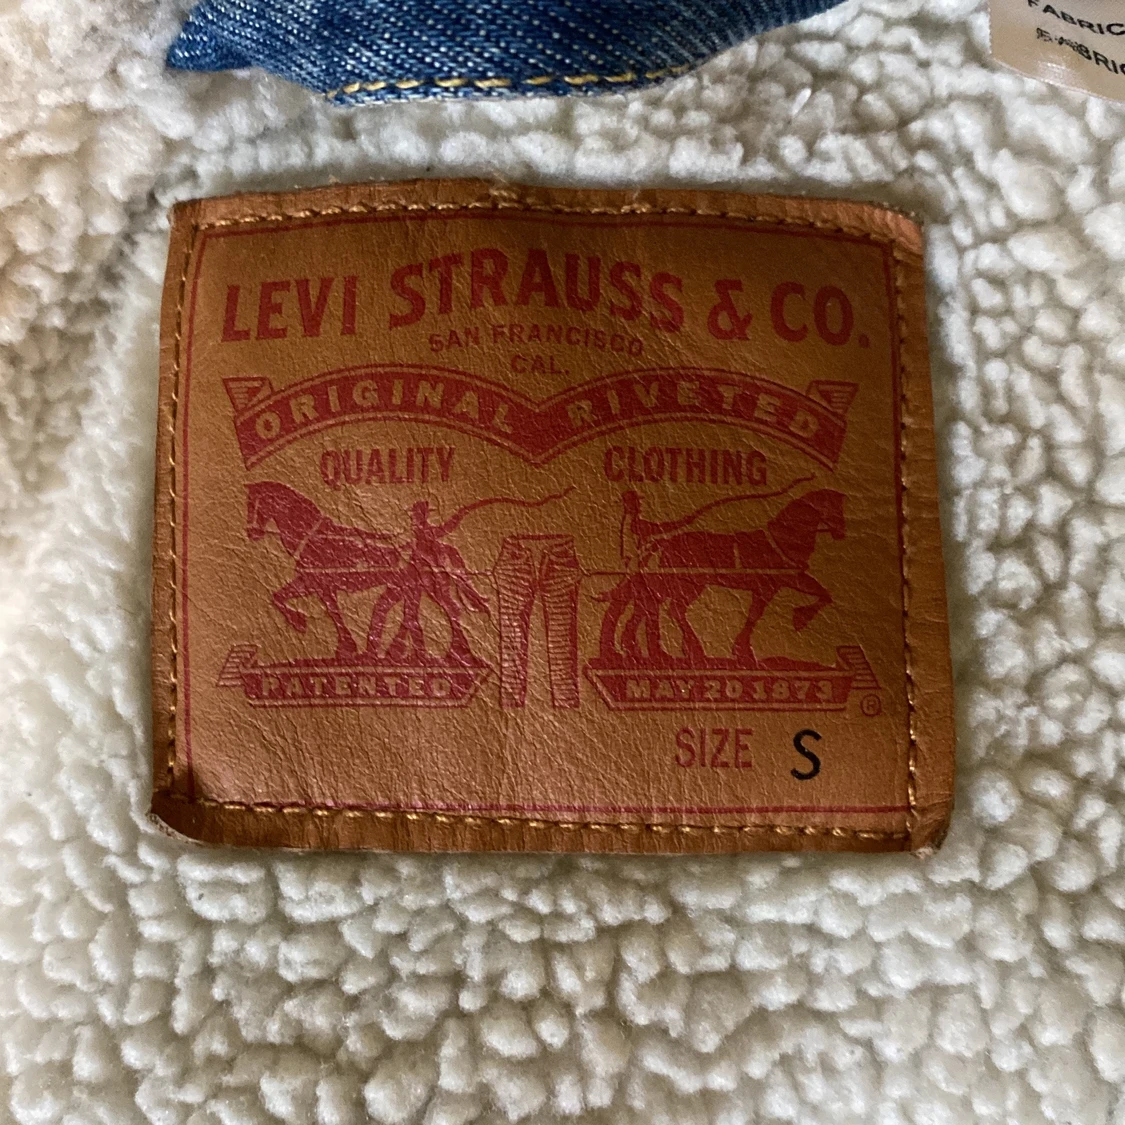 LEVI STRAUSS & CO.
SAN FRANCISCO
CAL.
ORIGINAL RIVETED
QUALITY CLOTHING
PATENTED MAY 20 1873 ®
SIZE S
FABRIC